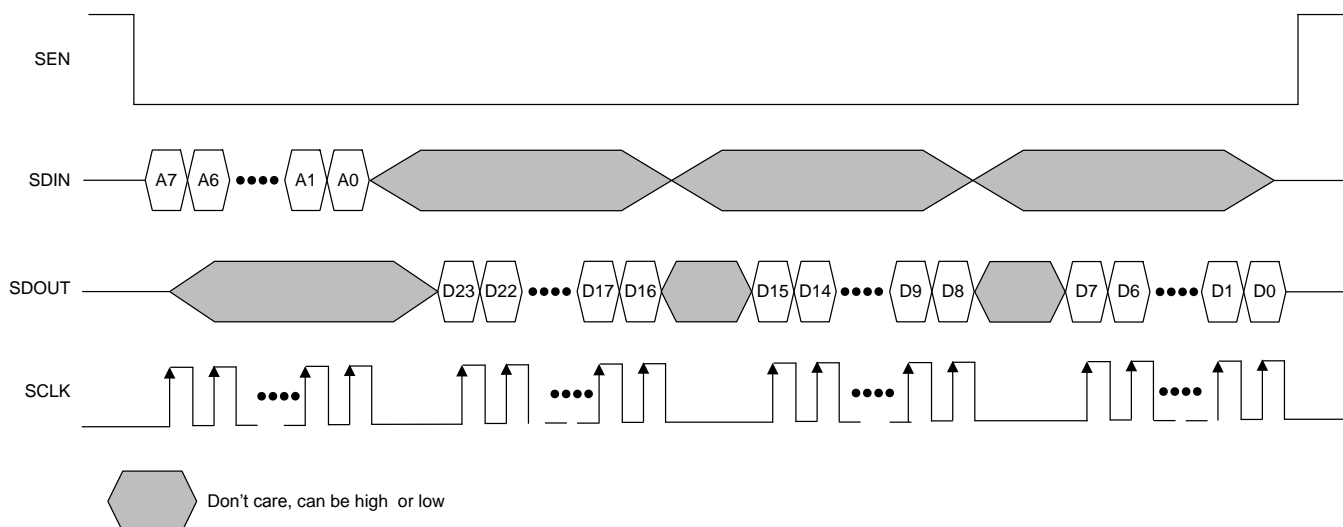 SEN
SDIN A7 A6 A1 A0
SDOUT D23 D22 D17 D16 D15 D14 D9 D8 D7 D6 D1 D0
SCLK
Don't care, can be high or low